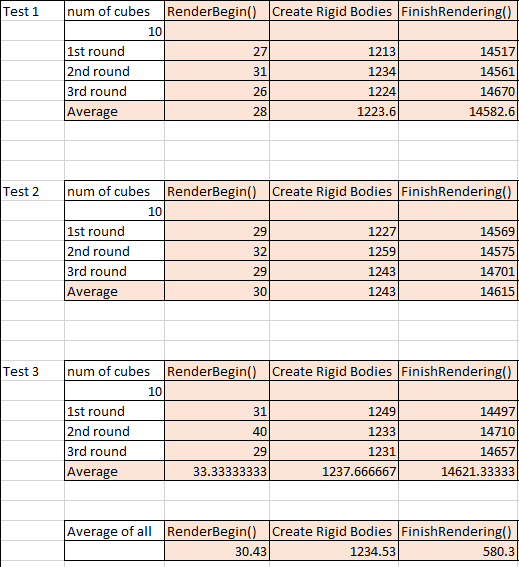 Test 1 num of cubes RenderBegin() Create Rigid Bodies FinishRendering()
10
1st round 27 1213 14517
2nd round 31 1234 14561
3rd round 26 1224 14670
Average 28 1223.6 14582.6
Test 2 num of cubes RenderBegin() Create Rigid Bodies FinishRendering()
10
1st round 29 1227 14569
2nd round 32 1259 14575
3rd round 29 1243 14701
Average 30 1243 14615
Test 3 num of cubes RenderBegin() Create Rigid Bodies FinishRendering()
10
1st round 31 1249 14497
2nd round 40 1233 14710
3rd round 29 1231 14657
Average 33.33333333 1237.666667 14621.33333
Average of all RenderBegin() Create Rigid Bodies FinishRendering()
30.43 1234.53 580.3